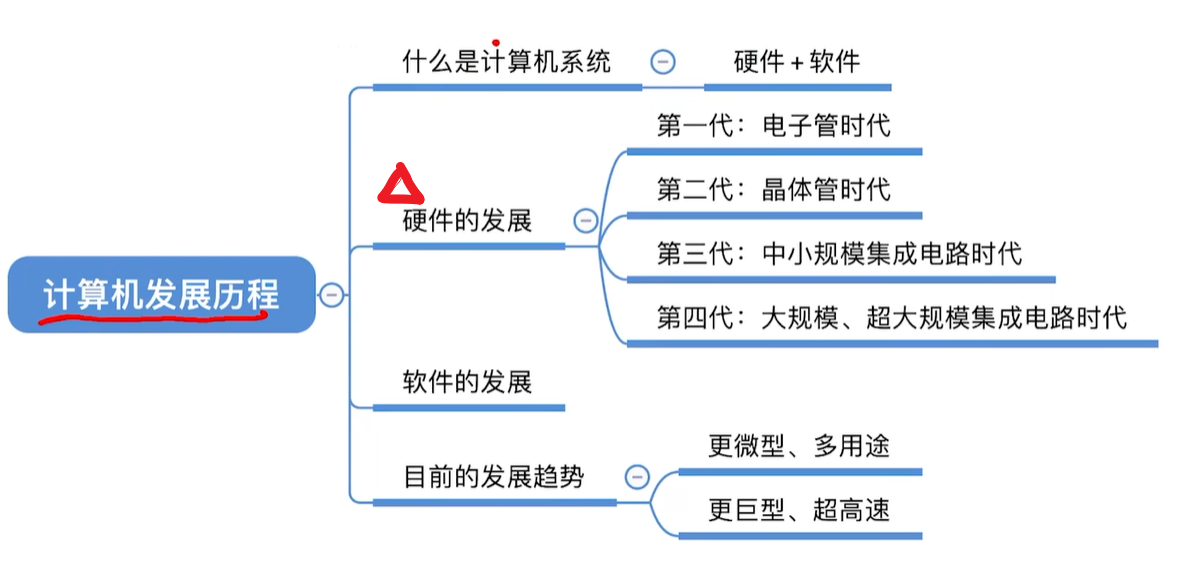 什么是计算机系统
硬件+软件
第一代：电子管时代
第二代：晶体管时代
硬件的发展
第三代：中小规模集成电路时代
计算机发展历程
第四代：大规模、超大规模集成电路时代
软件的发展
更微型、多用途
目前的发展趋势
更巨型、超高速